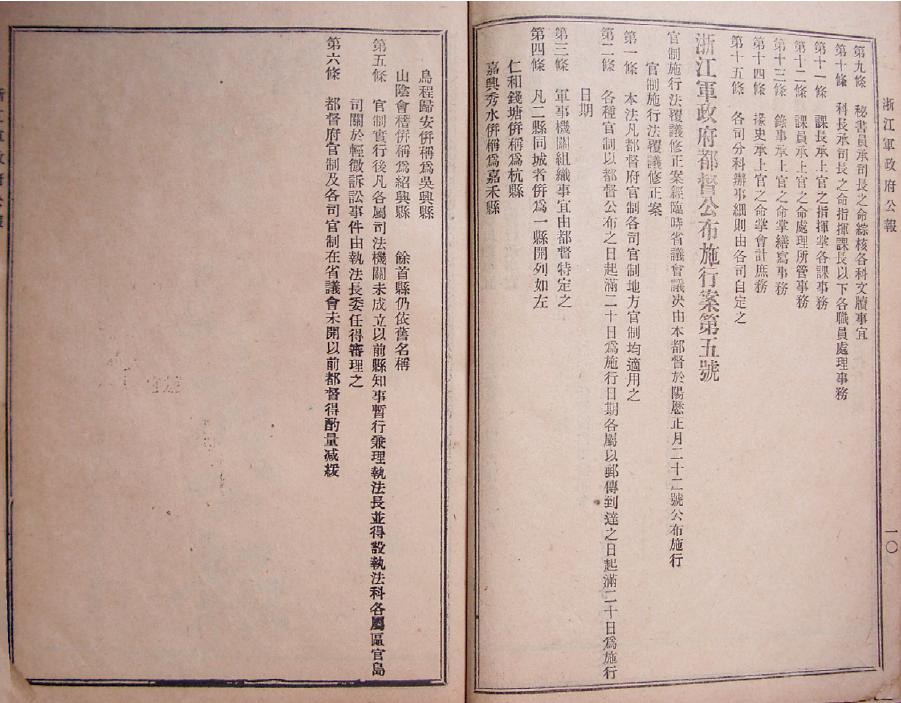 浙江軍政府公報
一〇
第九條　秘書員承司長之命綜核各科文牘事宜
第十條　科長承司長之命指揮課長以下各職員處理事務
第十一條　課長承上官之指揮掌各課事務
第十二條　課員承上官之命處理所管事務
第十三條　錄事承上官之命掌繕寫事務
第十四條　掾史承上官之命掌會計庶務
第十五條　各司分科辦事細則由各司自定之
浙江軍政府都督公布施行案第五號
官制施行法覆議修正案經臨時省議會議决由本都督於陽曆正月二十二號公布施行
官制施行法覆議修正案
第一條　本法凡都督府官制各司官制地方官制均適用之
第二條　各種官制以都督公布之日起滿二十日爲施行日期各屬以郵傳到達之日起滿二十日爲施行
日期
第三條　軍事機關組織事宜由都督特定之
第四條　凡二縣同城者併爲一縣開列如左
仁和錢塘併稱爲杭縣
嘉興秀水併稱爲嘉禾縣
烏程歸安併稱爲吳興縣
山陰會稽併稱爲紹興縣　　餘首縣仍依舊名稱
第五條　官制實行後凡各屬司法機關未成立以前縣知事暫行兼理執法長並得設執法科各屬區官島
司關於輕微訴訟事件由執法長委任得審理之
第六條　都督府官制及各司官制在省議會未開以前都督得酌量減緩